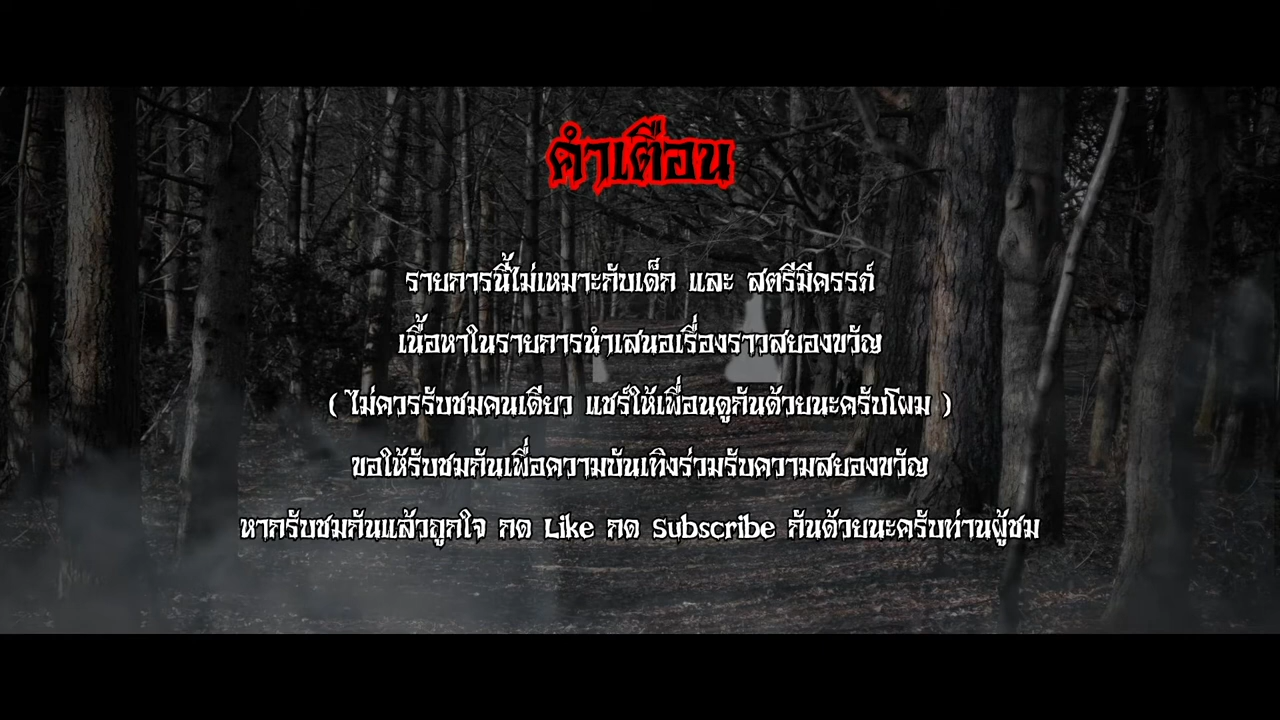 คำเตือน
รายการนี้ไม่เหมาะกับเด็ก และ สตรีมีครรภ์
เนื้อหาในรายการนำเสนอเรื่องราวสยองขวัญ
( ไม่ควรรับชมคนเดียว แชร์ให้เพื่อนดูกันด้วยนะครับโผม )
ขอให้รับชมกันเพื่อความบันเทิงร่วมรับความสยองขวัญ
หากรับชมกันแล้วถูกใจ กด Like กด Subscribe กันด้วยนะครับท่านผู้ชม